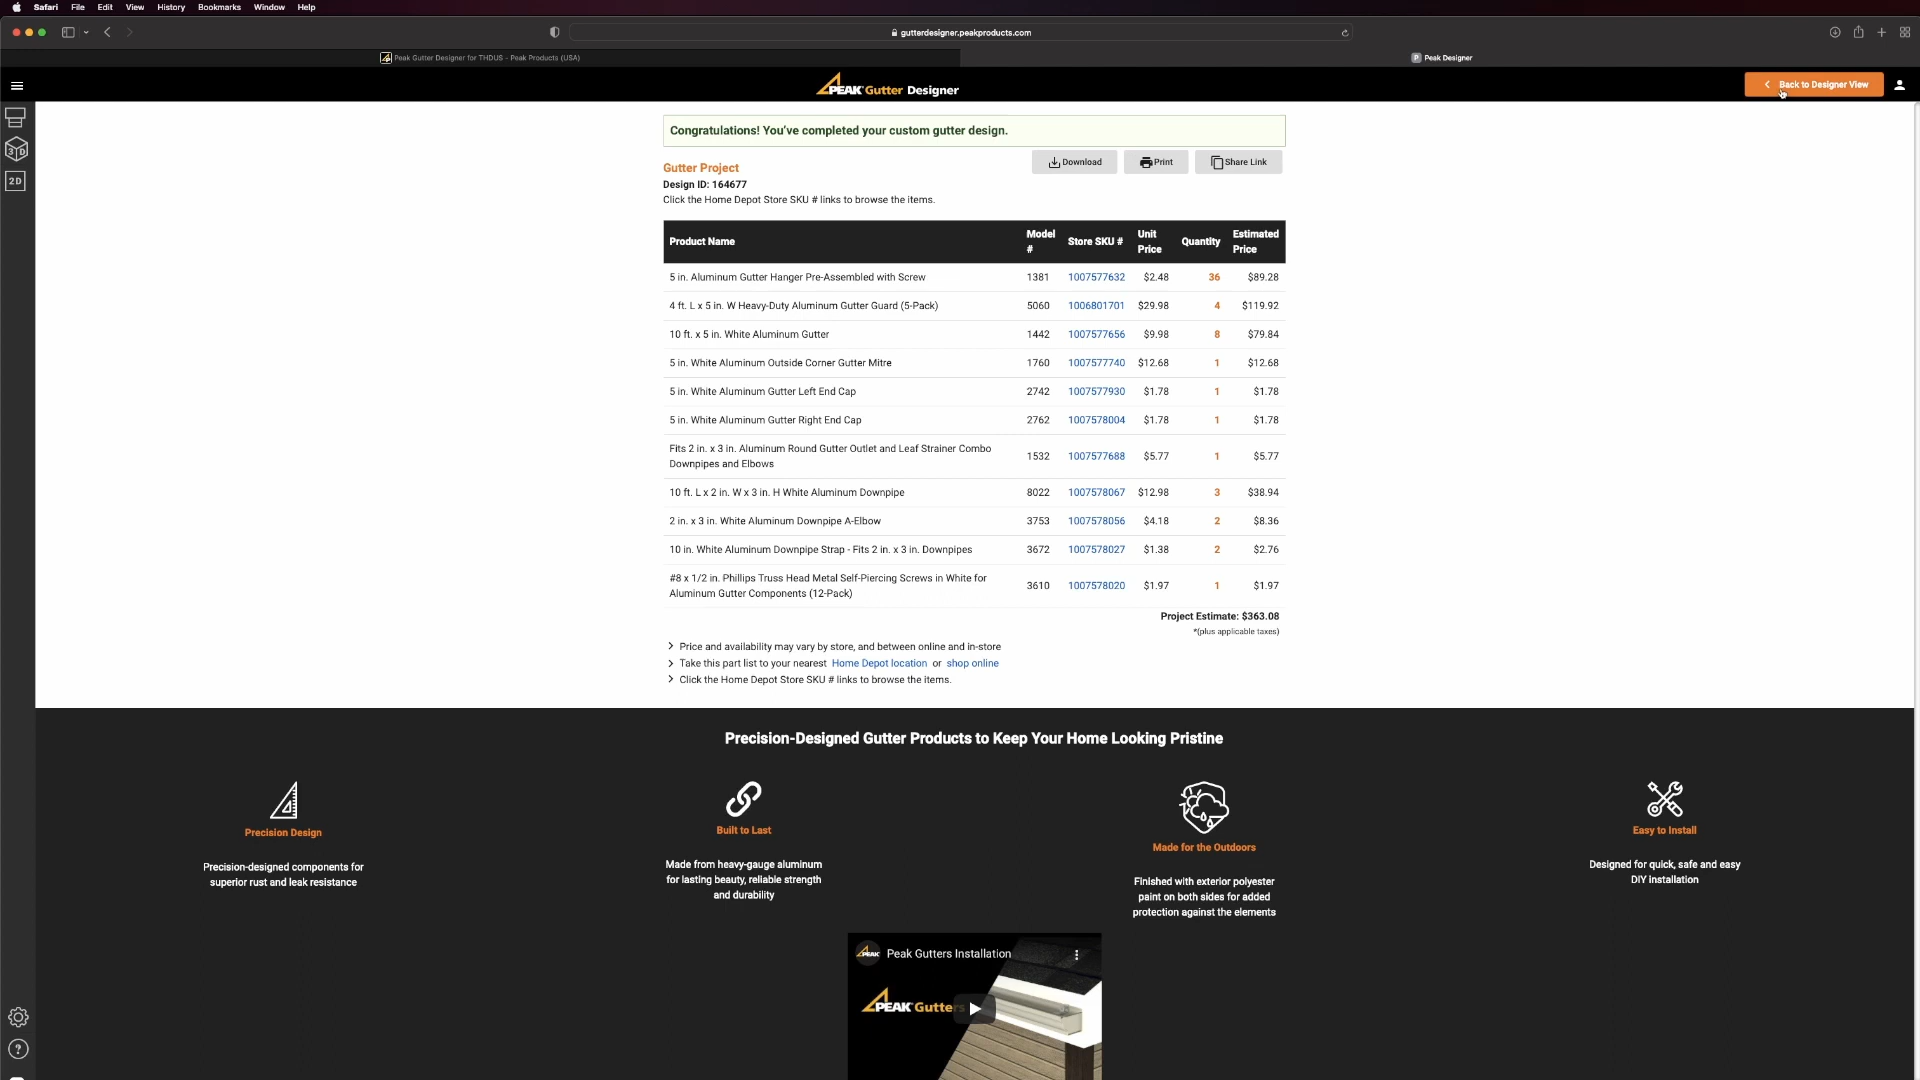 Safari File Edit View History Bookmarks Window Help
gutterdesigner.peakproducts.com
Peak Gutter Designer for THDUS - Peak Products (USA)
P Peak Designer
PEAK Gutter Designer
Back to Designer View
3D
2D
Congratulations! You've completed your custom gutter design.
Gutter Project
Download Print Share Link
Design ID: 164677
Click the Home Depot Store SKU # links to browse the items.
Product Name Model # Store SKU # Unit Price Quantity Estimated Price
5 in. Aluminum Gutter Hanger Pre-Assembled with Screw 1381 1007577632 $2.48 36 $89.28
4 ft. L x 5 in. W Heavy-Duty Aluminum Gutter Guard (5-Pack) 5060 1006801701 $29.98 4 $119.92
10 ft. x 5 in. White Aluminum Gutter 1442 1007577656 $9.98 8 $79.84
5 in. White Aluminum Outside Corner Gutter Mitre 1760 1007577740 $12.68 1 $12.68
5 in. White Aluminum Gutter Left End Cap 2742 1007577930 $1.78 1 $1.78
5 in. White Aluminum Gutter Right End Cap 2762 1007578004 $1.78 1 $1.78
Fits 2 in. x 3 in. Aluminum Round Gutter Outlet and Leaf Strainer Combo
Downpipes and Elbows 1532 1007577688 $5.77 1 $5.77
10 ft. L x 2 in. W x 3 in. H White Aluminum Downpipe 8022 1007578067 $12.98 3 $38.94
2 in. x 3 in. White Aluminum Downpipe A-Elbow 3753 1007578056 $4.18 2 $8.36
10 in. White Aluminum Downpipe Strap - Fits 2 in. x 3 in. Downpipes 3672 1007578027 $1.38 2 $2.76
#8 x 1/2 in. Phillips Truss Head Metal Self-Piercing Screws in White for
Aluminum Gutter Components (12-Pack) 3610 1007578020 $1.97 1 $1.97
Project Estimate: $363.08
*(plus applicable taxes)
Price and availability may vary by store, and between online and in-store
Take this part list to your nearest Home Depot location or shop online
Click the Home Depot Store SKU # links to browse the items.
Precision-Designed Gutter Products to Keep Your Home Looking Pristine
Precision Design
Precision-designed components for
superior rust and leak resistance
Built to Last
Made from heavy-gauge aluminum
for lasting beauty, reliable strength
and durability
Made for the Outdoors
Finished with exterior polyester
paint on both sides for added
protection against the elements
Easy to Install
Designed for quick, safe and easy
DIY installation
PEAK Peak Gutters Installation
PEAK Gutters